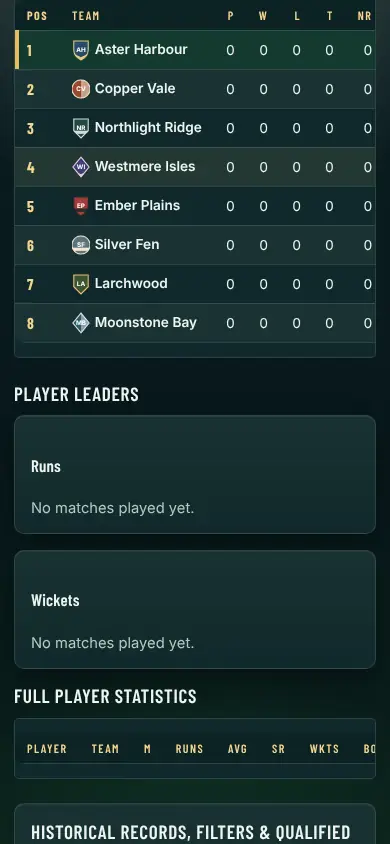 POS TEAM P W L T NR
1 AH Aster Harbour 0 0 0 0 0
2 CV Copper Vale 0 0 0 0 0
3 NR Northlight Ridge 0 0 0 0 0
4 WI Westmere Isles 0 0 0 0 0
5 EP Ember Plains 0 0 0 0 0
6 SF Silver Fen 0 0 0 0 0
7 LA Larchwood 0 0 0 0 0
8 MB Moonstone Bay 0 0 0 0 0
PLAYER LEADERS
Runs
No matches played yet.
Wickets
No matches played yet.
FULL PLAYER STATISTICS
PLAYER TEAM M RUNS AVG SR WKTS BO
HISTORICAL RECORDS, FILTERS & QUALIFIED